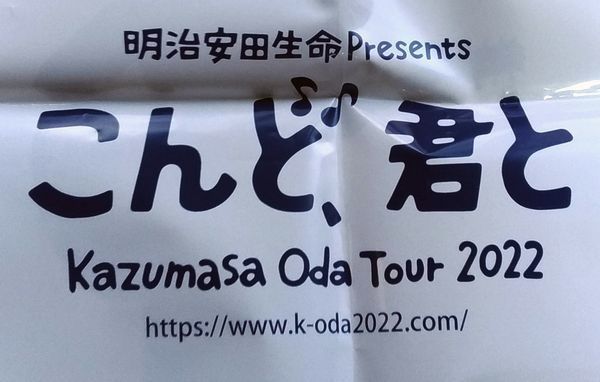 明治安田生命Presents
こんど、君と
Kazumasa Oda Tour 2022
https://www.k-oda2022.com/